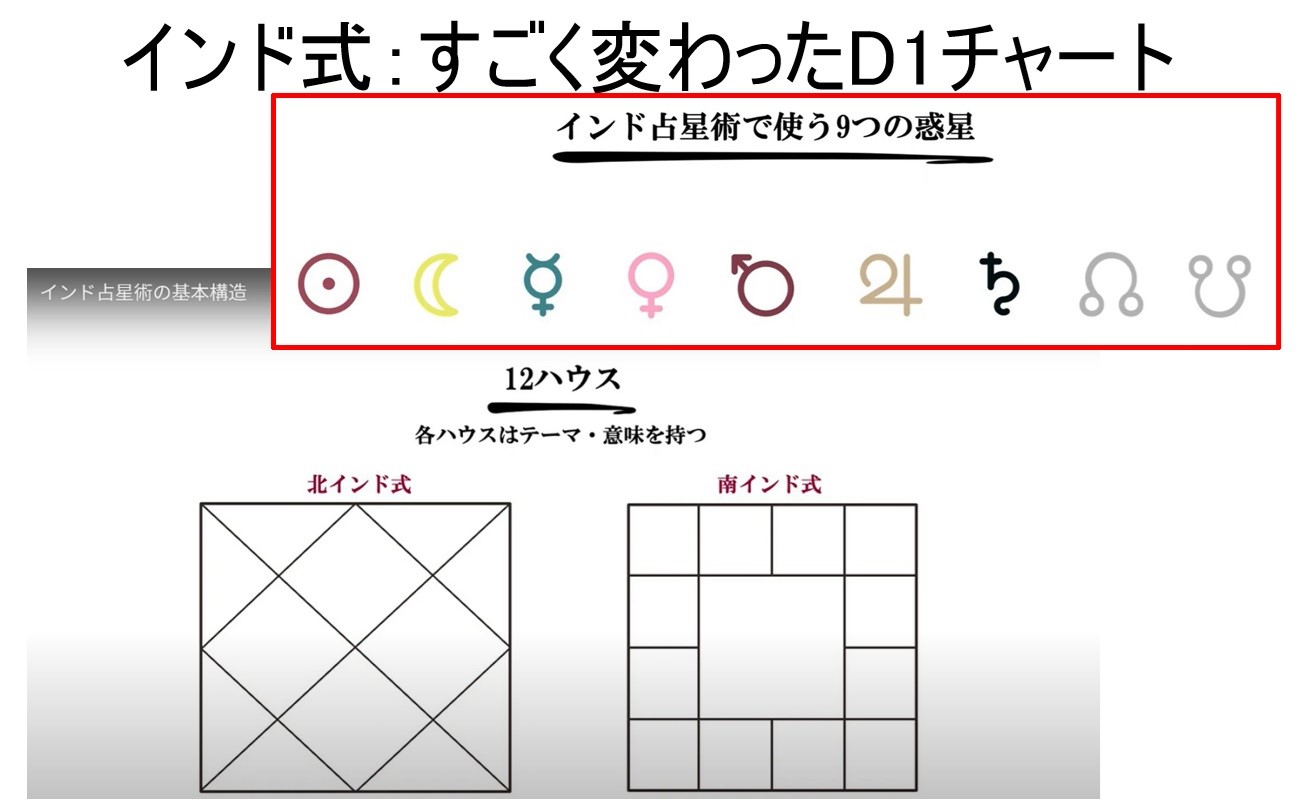 インド式：すごく変わったD1チャート
インド占星術で使う9つの惑星
インド占星術の基本構造
12ハウス
各ハウスはテーマ・意味を持つ
北インド式
南インド式